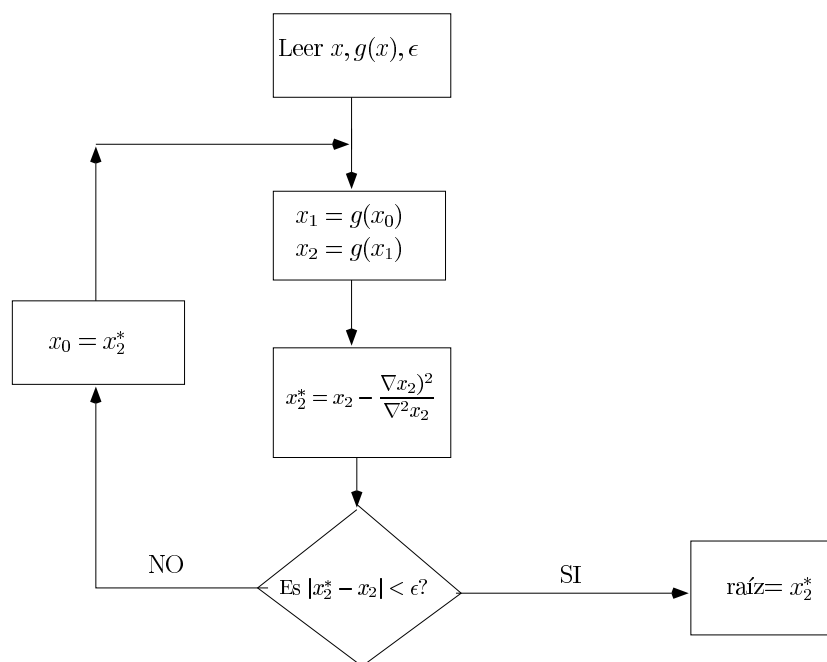 Leer x, g(x), ϵ
x₁ = g(x₀)
x₂ = g(x₁)
x₀ = x₂*
x₂* = x₂ − ∇x₂)² / ∇²x₂
NO
Es |x₂* − x₂| < ϵ?
SI
raíz= x₂*